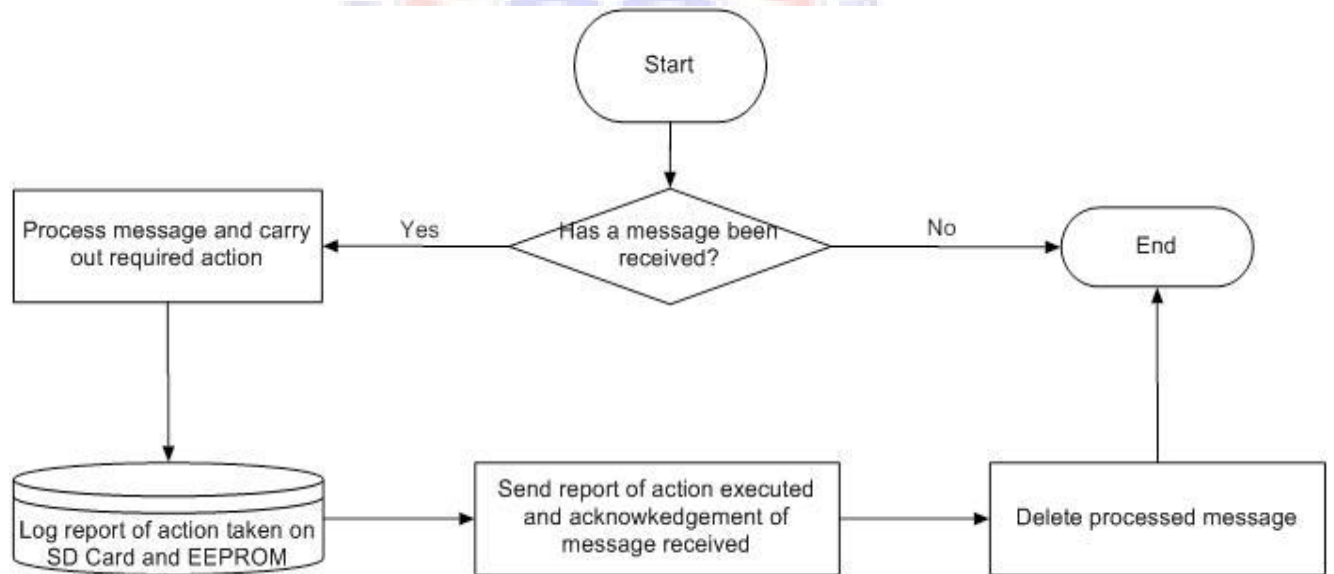 Start
Has a message been
received?
Yes
No
Process message and carry
out required action
End
Log report of action taken on
SD Card and EEPROM
Send report of action executed
and acknowkedgement of
message received
Delete processed message